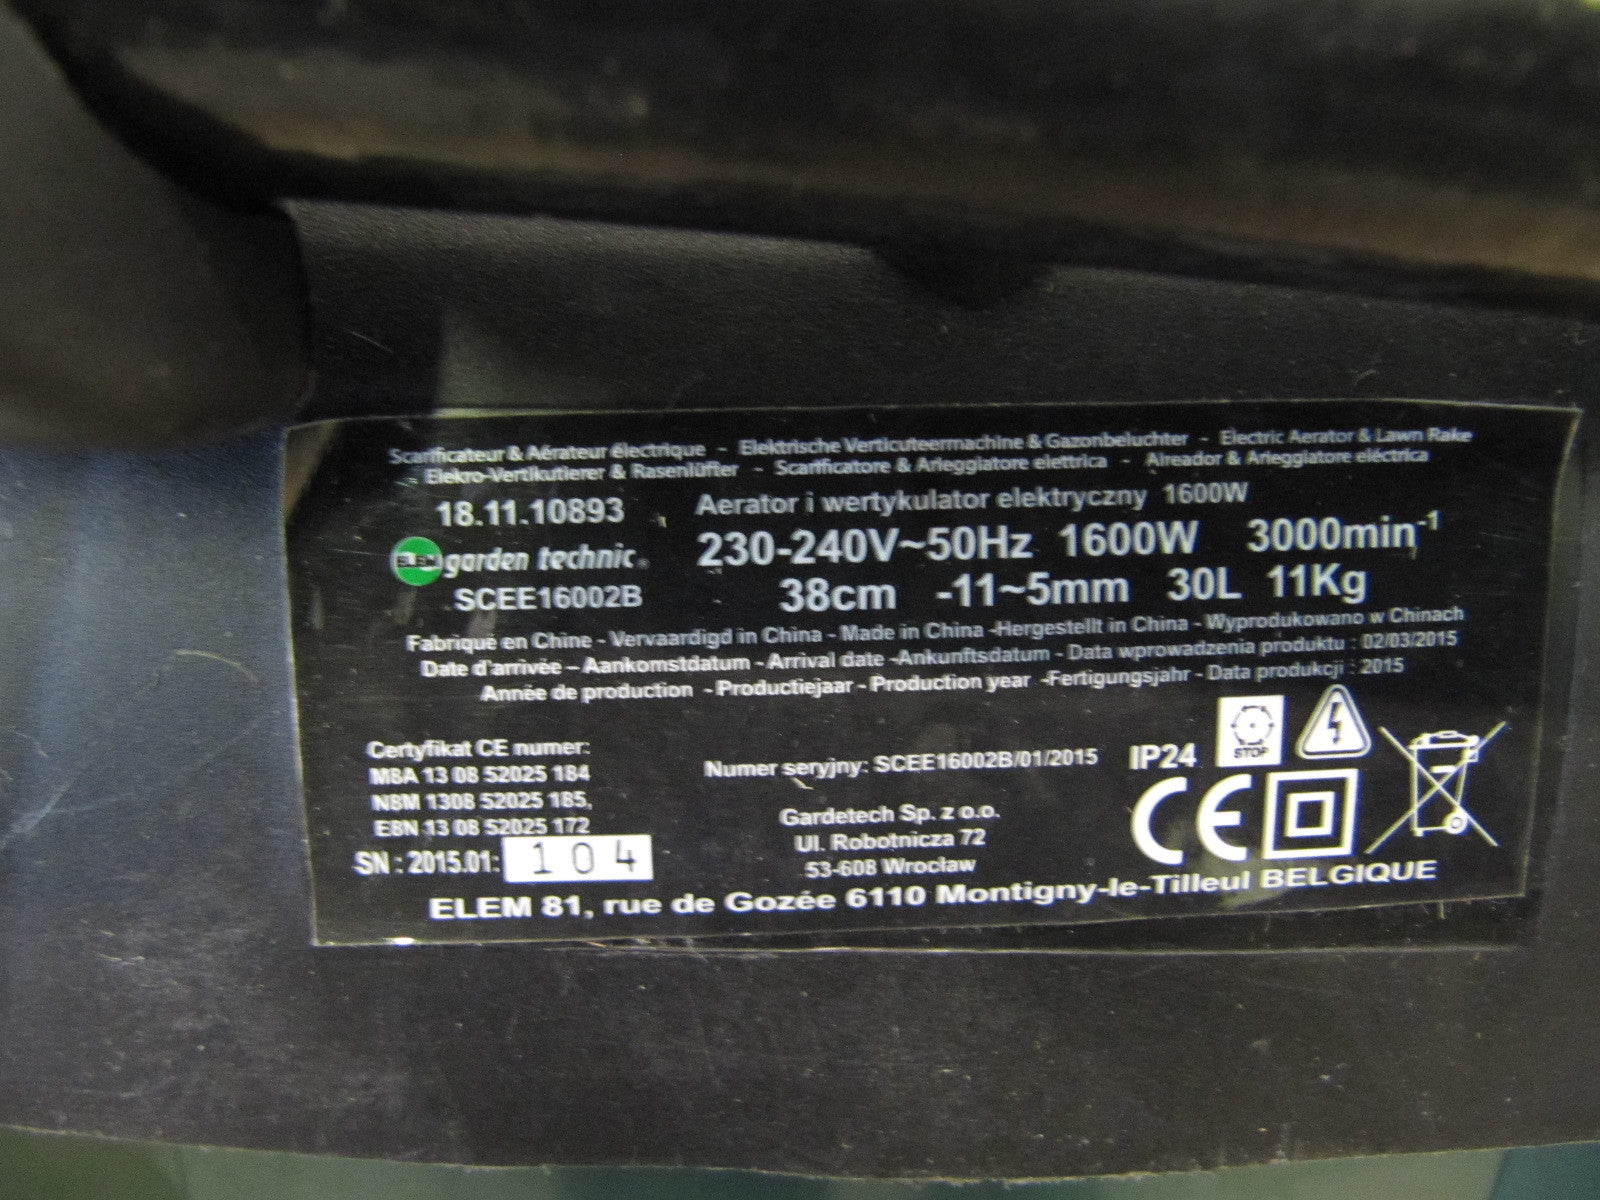 Scarificateur & Aérateur électrique - Elektrische Verticuteermachine & Gazonbeluchter - Electric Aerator & Lawn Rake
- Elekro-Vertikutierer & Rasenlüfter - Scarificatore & Arieggiatore elettrica - Aireador & Arieggiatore eléctrica
18.11.10893 Aerator i wertykulator elektryczny 1600W
ELEM garden technic® 230-240V~50Hz 1600W 3000min-1
SCEE16002B 38cm -11~5mm 30L 11Kg
Fabriqué en Chine - Vervaardigd in China - Made in China -Hergestellt in China - Wyprodukowano w Chinach
Date d'arrivée – Aankomstdatum - Arrival date -Ankunftsdatum - Data wprowadzenia produktu : 02/03/2015
Année de production - Productiejaar - Production year -Fertigungsjahr - Data produkcji : 2015
Certyfikat CE numer:
M8A 13 08 52025 184
N8M 1308 52025 185,
E8N 13 08 52025 172
SN : 2015.01: 104
Numer seryjny: SCEE16002B/01/2015
Gardetech Sp. z o.o.
Ul. Robotnicza 72
53-608 Wrocław
IP24
STOP
CE
ELEM 81, rue de Gozée 6110 Montigny-le-Tilleul BELGIQUE